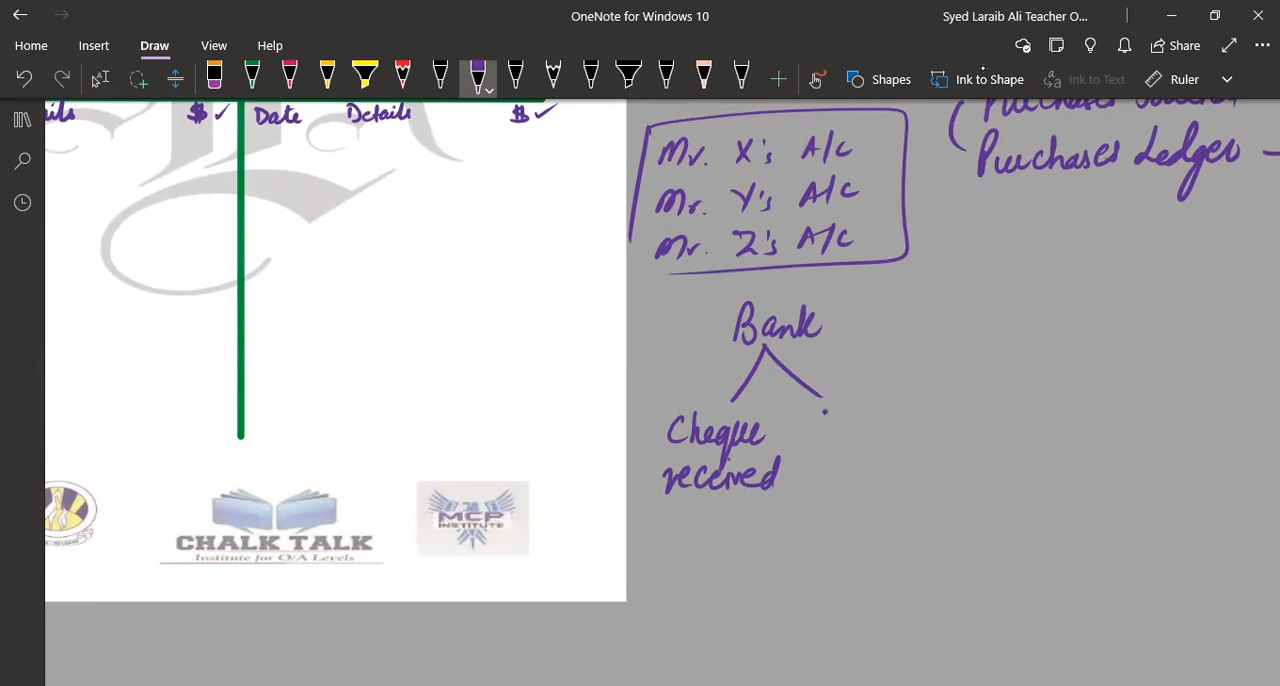 OneNote for Windows 10
Syed Laraib Ali Teacher O...
Home Insert Draw View Help
Share
Shapes
Ink to Shape
Ink to Text
Ruler
$ ✓ Date Details $ ✓
Purchases
Purchases Ledger -
Mr. X's A/C
Mr. Y's A/C
Mr. Z's A/C
Bank
Cheque
received
CHALK TALK
Institute for O/A Levels
MCP
INSTITUTE